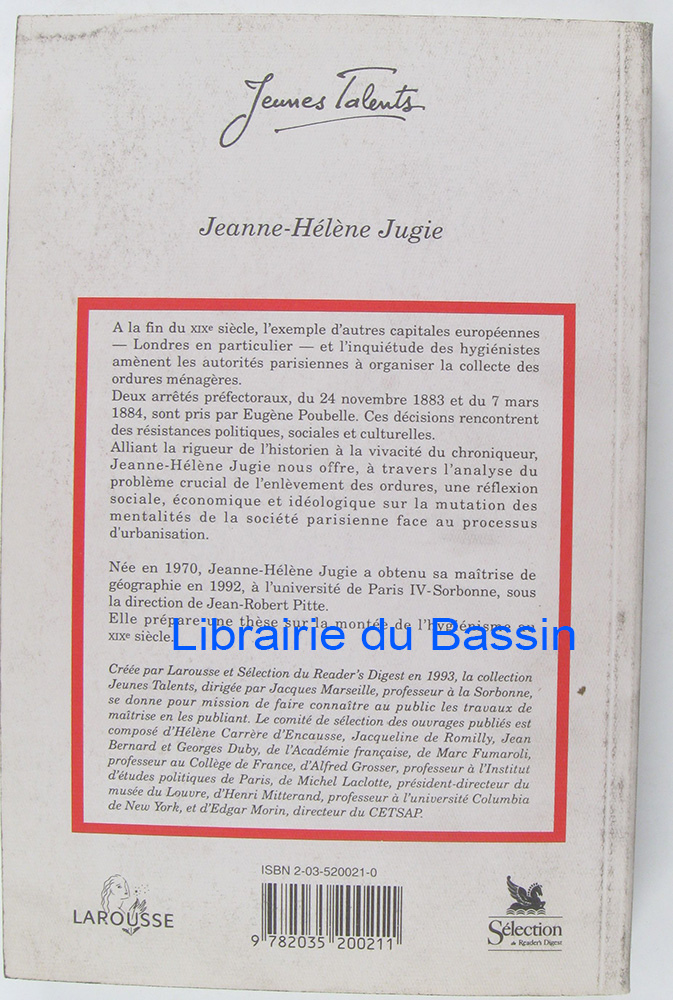 Jeunes Talents
Jeanne-Hélène Jugie
A la fin du XIXe siècle, l'exemple d'autres capitales européennes
— Londres en particulier — et l'inquiétude des hygiénistes
amènent les autorités parisiennes à organiser la collecte des
ordures ménagères.
Deux arrêtés préfectoraux, du 24 novembre 1883 et du 7 mars
1884, sont pris par Eugène Poubelle. Ces décisions rencontrent
des résistances politiques, sociales et culturelles.
Alliant la rigueur de l'historien à la vivacité du chroniqueur,
Jeanne-Hélène Jugie nous offre, à travers l'analyse du
problème crucial de l'enlèvement des ordures, une réflexion
sociale, économique et idéologique sur la mutation des
mentalités de la société parisienne face au processus
d'urbanisation.
Née en 1970, Jeanne-Hélène Jugie a obtenu sa maîtrise de
géographie en 1992, à l'université de Paris IV-Sorbonne, sous
la direction de Jean-Robert Pitte.
Elle prépare une thèse sur la montée de l'hygiénisme au
XIXe siècle.
Librairie du Bassin
Créée par Larousse et Sélection du Reader's Digest en 1993, la collection
Jeunes Talents, dirigée par Jacques Marseille, professeur à la Sorbonne,
se donne pour mission de faire connaître au public les travaux de
maîtrise en les publiant. Le comité de sélection des ouvrages publiés est
composé d'Hélène Carrère d'Encausse, Jacqueline de Romilly, Jean
Bernard et Georges Duby, de l'Académie française, de Marc Fumaroli,
professeur au Collège de France, d'Alfred Grosser, professeur à l'Institut
d'études politiques de Paris, de Michel Laclotte, président-directeur du
musée du Louvre, d'Henri Mitterand, professeur à l'université Columbia
de New York, et d'Edgar Morin, directeur du CETSAP.
ISBN 2-03-520021-0
9 782035 200211
LAROUSSE
Sélection
du Reader's Digest